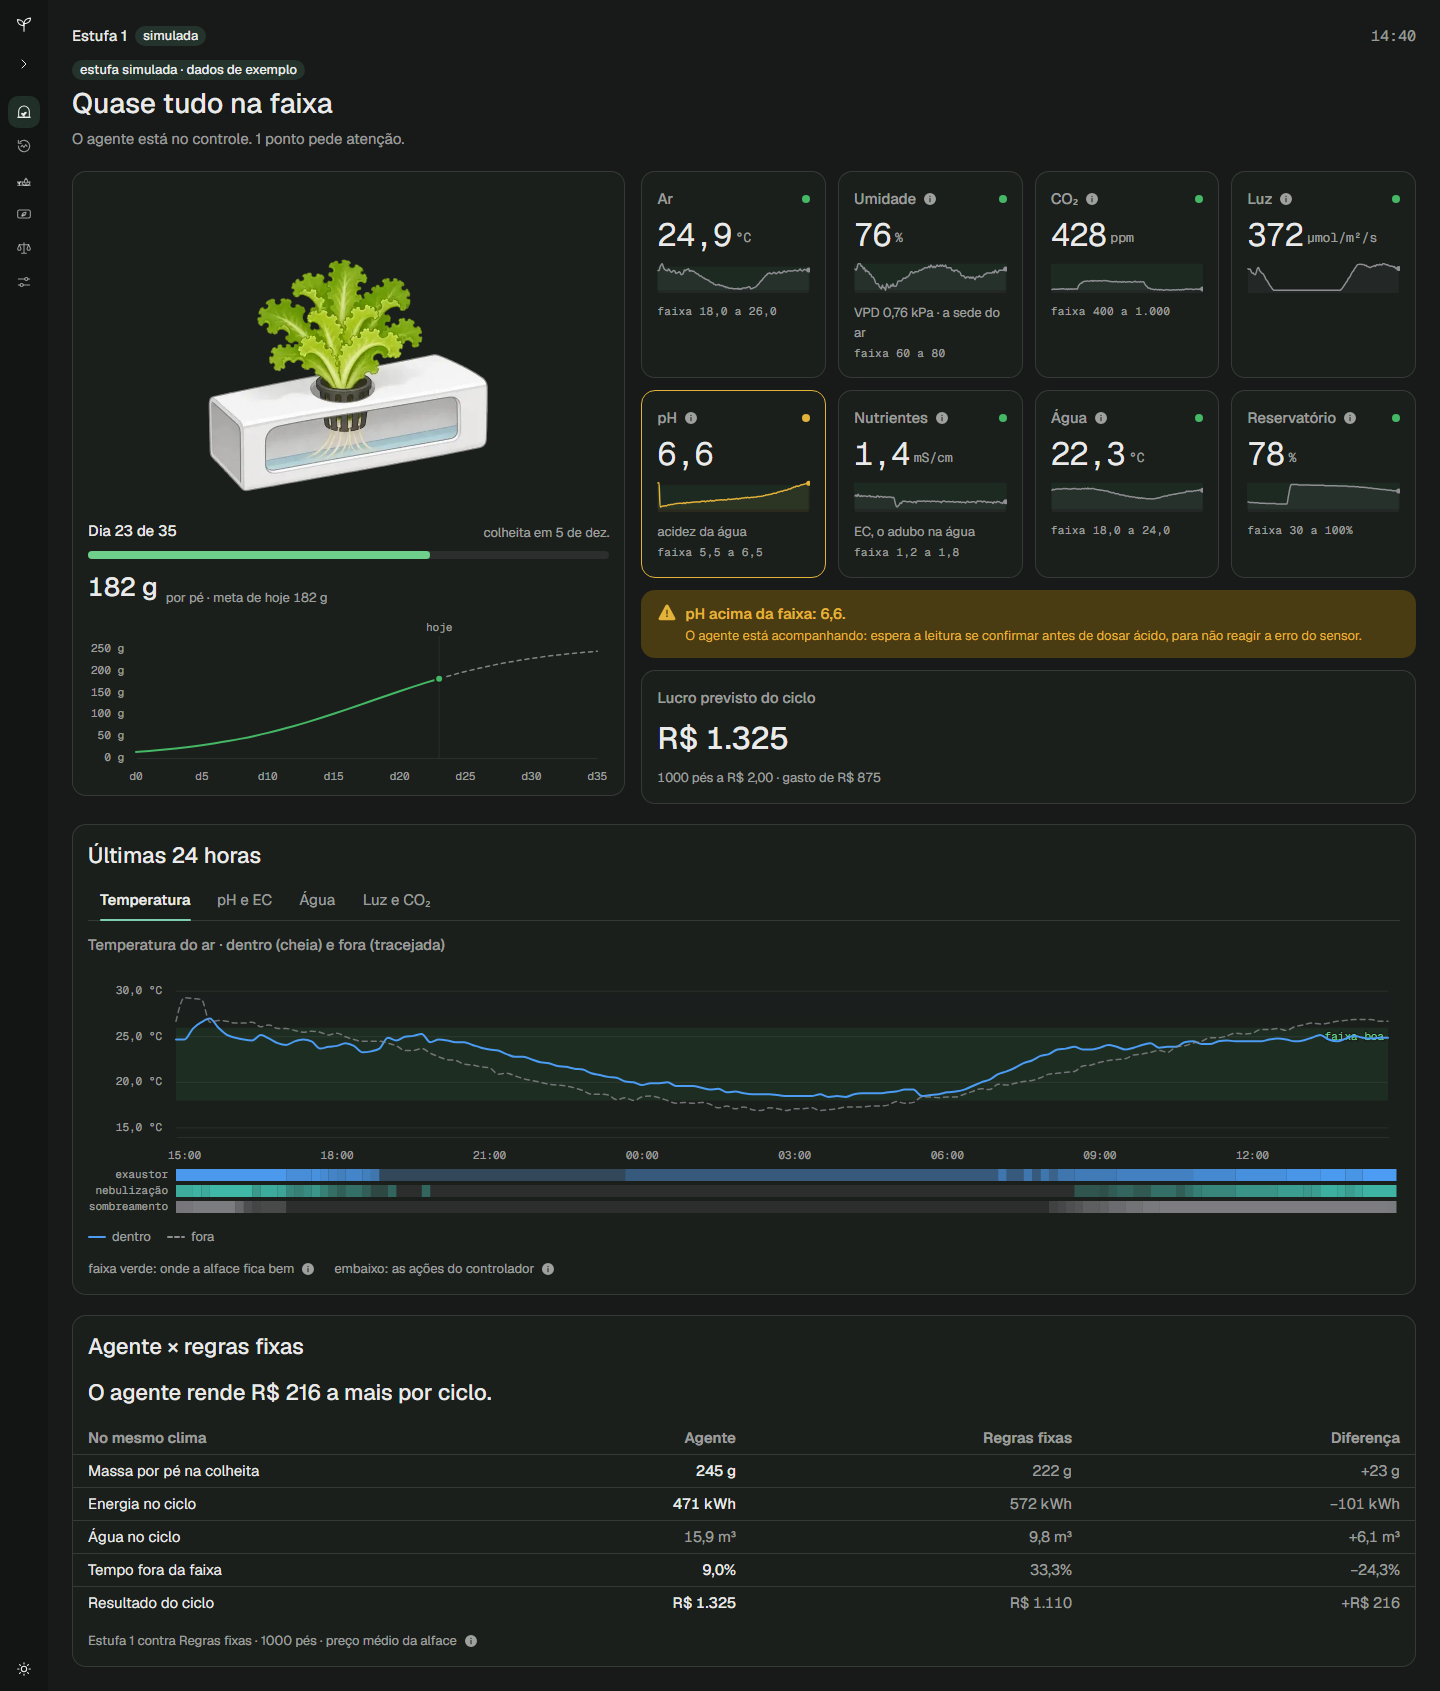 Estufa 1 simulada 14:40
estufa simulada · dados de exemplo
Quase tudo na faixa
O agente está no controle. 1 ponto pede atenção.
Dia 23 de 35 colheita em 5 de dez.
182 g por pé · meta de hoje 182 g
hoje
250 g
200 g
150 g
100 g
50 g
0 g
d0 d5 d10 d15 d20 d25 d30 d35
Ar
24,9 °C
faixa 18,0 a 26,0
Umidade
76 %
VPD 0,76 kPa · a sede do
ar
faixa 60 a 80
CO₂
428 ppm
faixa 400 a 1.000
Luz
372 µmol/m²/s
pH
6,6
acidez da água
faixa 5,5 a 6,5
Nutrientes
1,4 mS/cm
EC, o adubo na água
faixa 1,2 a 1,8
Água
22,3 °C
faixa 18,0 a 24,0
Reservatório
78 %
faixa 30 a 100%
pH acima da faixa: 6,6.
O agente está acompanhando: espera a leitura se confirmar antes de dosar ácido, para não reagir a erro do sensor.
Lucro previsto do ciclo
R$ 1.325
1000 pés a R$ 2,00 · gasto de R$ 875
Últimas 24 horas
Temperatura pH e EC Água Luz e CO₂
Temperatura do ar · dentro (cheia) e fora (tracejada)
30,0 °C
25,0 °C
faixa boa
20,0 °C
15,0 °C
15:00 18:00 21:00 00:00 03:00 06:00 09:00 12:00
exaustor
nebulização
sombreamento
dentro fora
faixa verde: onde a alface fica bem embaixo: as ações do controlador
Agente × regras fixas
O agente rende R$ 216 a mais por ciclo.
No mesmo clima Agente Regras fixas Diferença
Massa por pé na colheita 245 g 222 g +23 g
Energia no ciclo 471 kWh 572 kWh −101 kWh
Água no ciclo 15,9 m³ 9,8 m³ +6,1 m³
Tempo fora da faixa 9,0% 33,3% −24,3%
Resultado do ciclo R$ 1.325 R$ 1.110 +R$ 216
Estufa 1 contra Regras fixas · 1000 pés · preço médio da alface